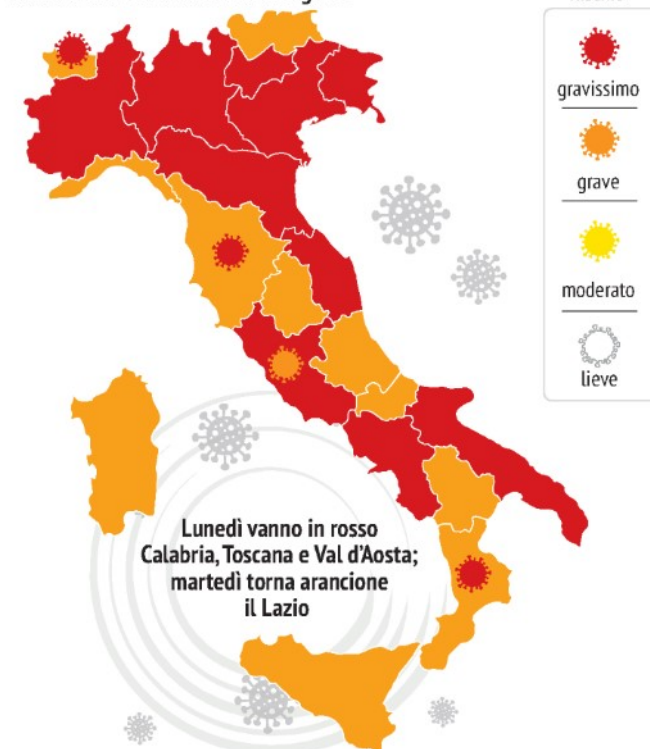 gravissimo
grave
moderato
lieve
Lunedì vanno in rosso
Calabria, Toscana e Val d'Aosta;
martedì torna arancione
il Lazio